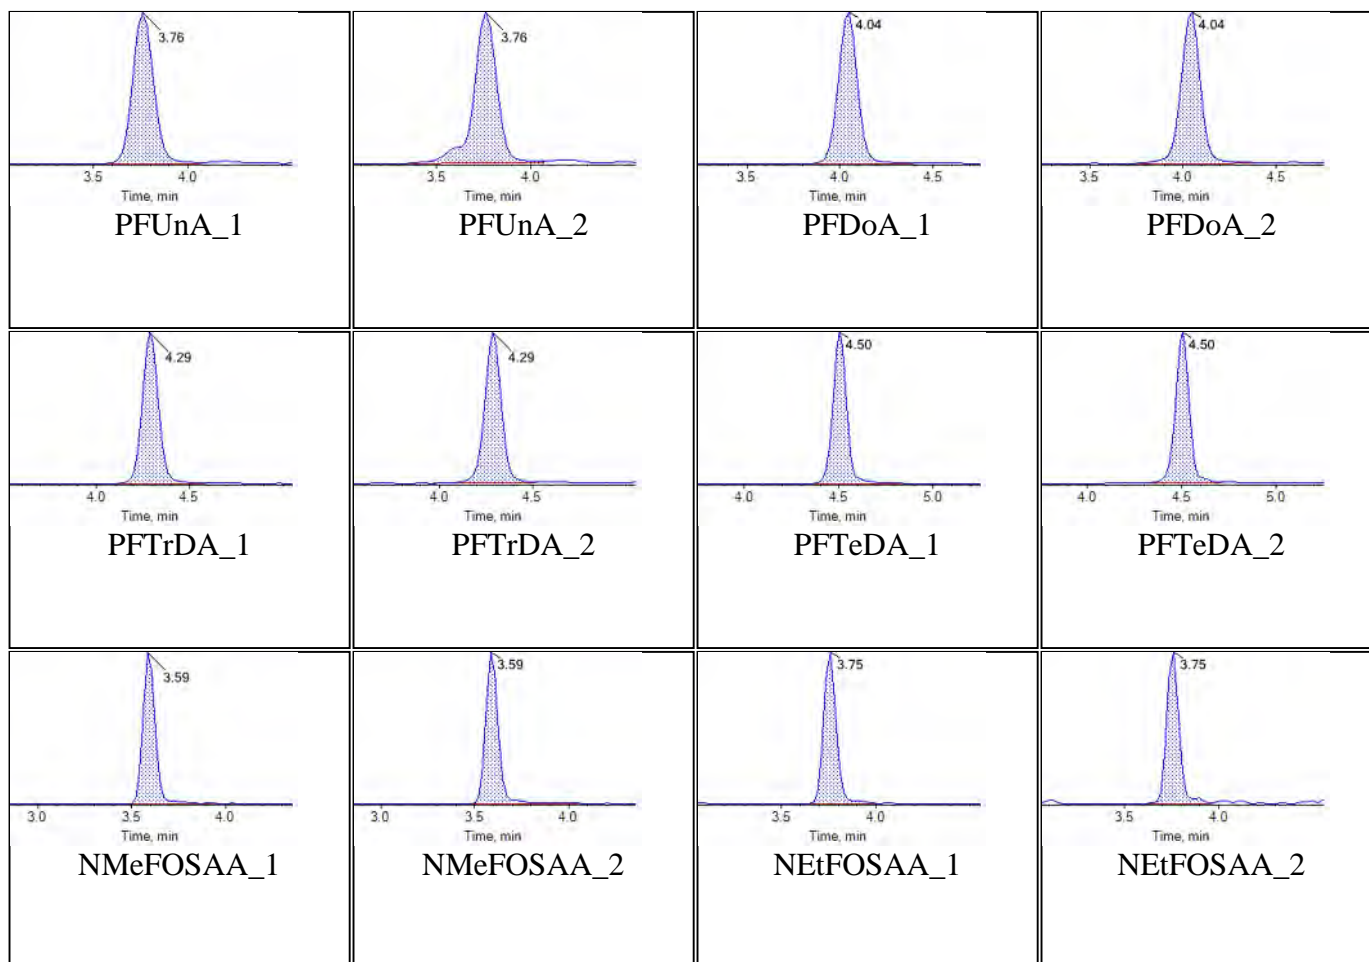 3.76
3.5 4.0
Time, min
PFUnA_1
3.76
3.5 4.0
Time, min
PFUnA_2
4.04
3.5 4.0 4.5
Time, min
PFDoA_1
4.04
3.5 4.0 4.5
Time, min
PFDoA_2
4.29
4.0 4.5
Time, min
PFTrDA_1
4.29
4.0 4.5
Time, min
PFTrDA_2
4.50
4.0 4.5 5.0
Time, min
PFTeDA_1
4.50
4.0 4.5 5.0
Time, min
PFTeDA_2
3.59
3.0 3.5 4.0
Time, min
NMeFOSAA_1
3.59
3.0 3.5 4.0
Time, min
NMeFOSAA_2
3.75
3.5 4.0
Time, min
NEtFOSAA_1
3.75
3.5 4.0
Time, min
NEtFOSAA_2